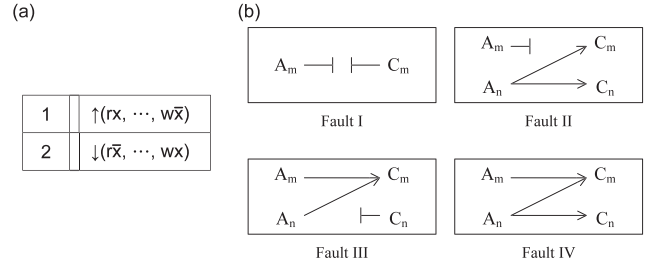 (a)
1 ↑(rx, ···, wx̄)
2 ↓(rx̄, ···, wx)
(b)
Aₘ Cₘ
Fault I
Aₘ Cₘ
Aₙ Cₙ
Fault II
Aₘ Cₘ
Aₙ Cₙ
Fault III
Aₘ Cₘ
Aₙ Cₙ
Fault IV